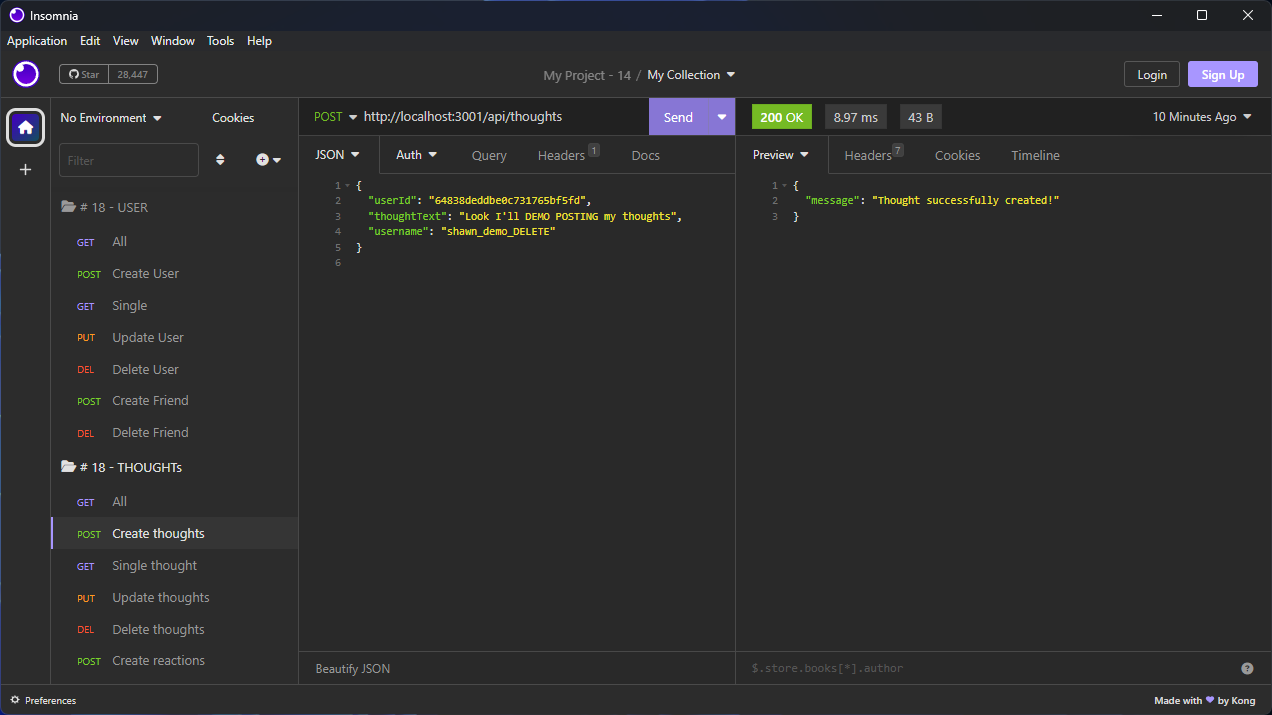 Insomnia
Application Edit View Window Tools Help
Star 28,447
My Project - 14 / My Collection
Login Sign Up
No Environment Cookies
Filter
# 18 - USER
GET All
POST Create User
GET Single
PUT Update User
DEL Delete User
POST Create Friend
DEL Delete Friend
# 18 - THOUGHTs
GET All
POST Create thoughts
GET Single thought
PUT Update thoughts
DEL Delete thoughts
POST Create reactions
POST http://localhost:3001/api/thoughts Send
JSON Auth Query Headers 1 Docs
1 {
2 "userId": "64838deddbe0c731765bf5fd",
3 "thoughtText": "Look I'll DEMO POSTING my thoughts",
4 "username": "shawn_demo_DELETE"
5 }
6
Beautify JSON
200 OK 8.97 ms 43 B 10 Minutes Ago
Preview Headers 7 Cookies Timeline
1 {
2 "message": "Thought successfully created!"
3 }
$.store.books[*].author ?
Preferences
Made with ❤ by Kong